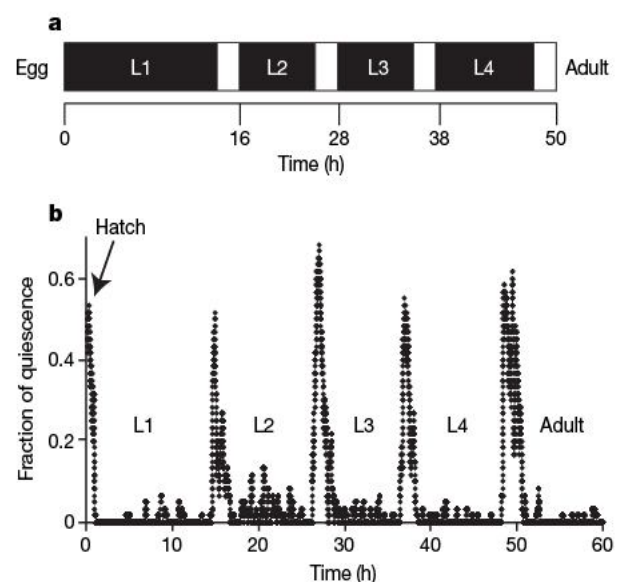 a
Egg L1 L2 L3 L4 Adult
0 16 28 38 50
Time (h)
b
Hatch
Fraction of quiescence
0.6
0.4
0.2
0
L1 L2 L3 L4 Adult
0 10 20 30 40 50 60
Time (h)